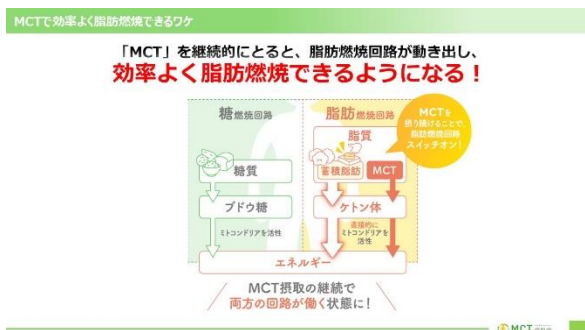 MCTで効率よく脂肪燃焼できるワケ
「MCT」を継続的にとると、脂肪燃焼回路が動き出し、
効率よく脂肪燃焼できるようになる！
糖燃焼回路
脂肪燃焼回路
MCTを
摂り続けることで、
脂肪燃焼回路
スイッチオン！
脂質
糖質
蓄積脂肪
MCT
ブドウ糖
ケトン体
ミトコンドリアを活性
直接的に
ミトコンドリアを
活性
エネルギー
MCT摂取の継続で
両方の回路が働く状態に！
MCT